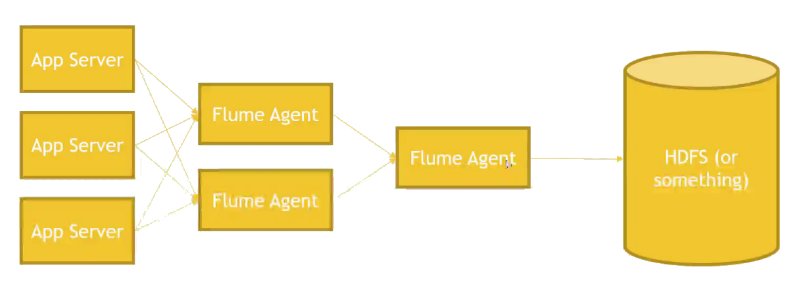 App Server
App Server
App Server
Flume Agent
Flume Agent
Flume Agent
HDFS (or
something)